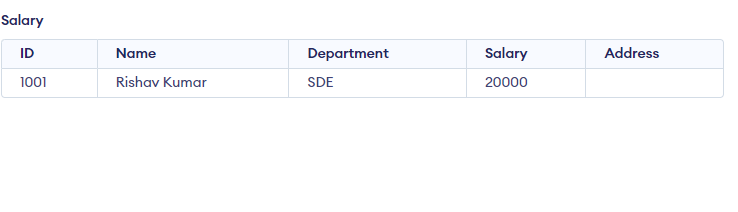 Salary
ID Name Department Salary Address
1001 Rishav Kumar SDE 20000